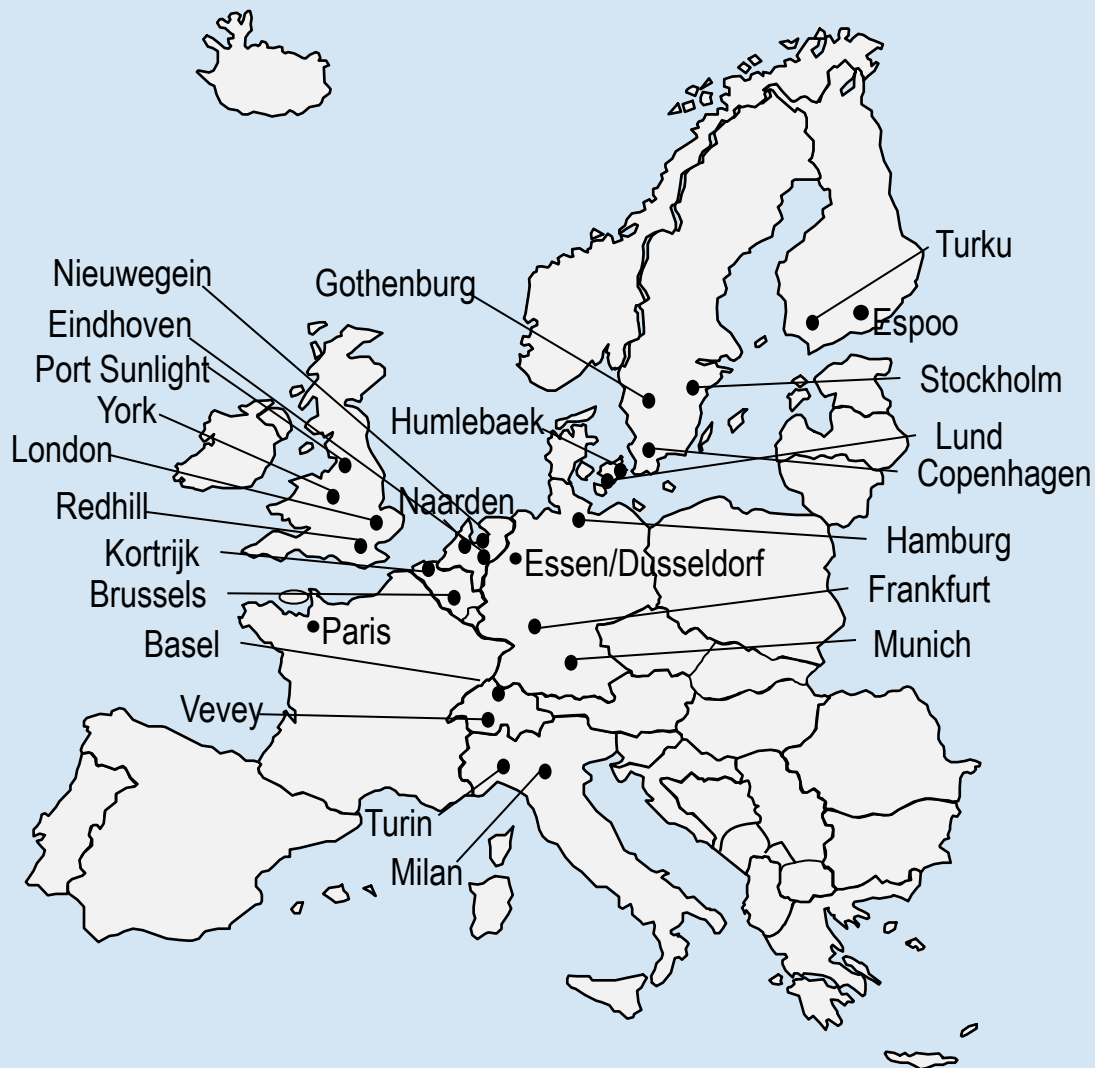 Turku
Nieuwegein
Gothenburg
Eindhoven
Espoo
Port Sunlight
Stockholm
York
Humlebaek
Lund
London
Copenhagen
Naarden
Redhill
Hamburg
Kortrijk
Essen/Dusseldorf
Brussels
Frankfurt
Paris
Basel
Munich
Vevey
Turin
Milan